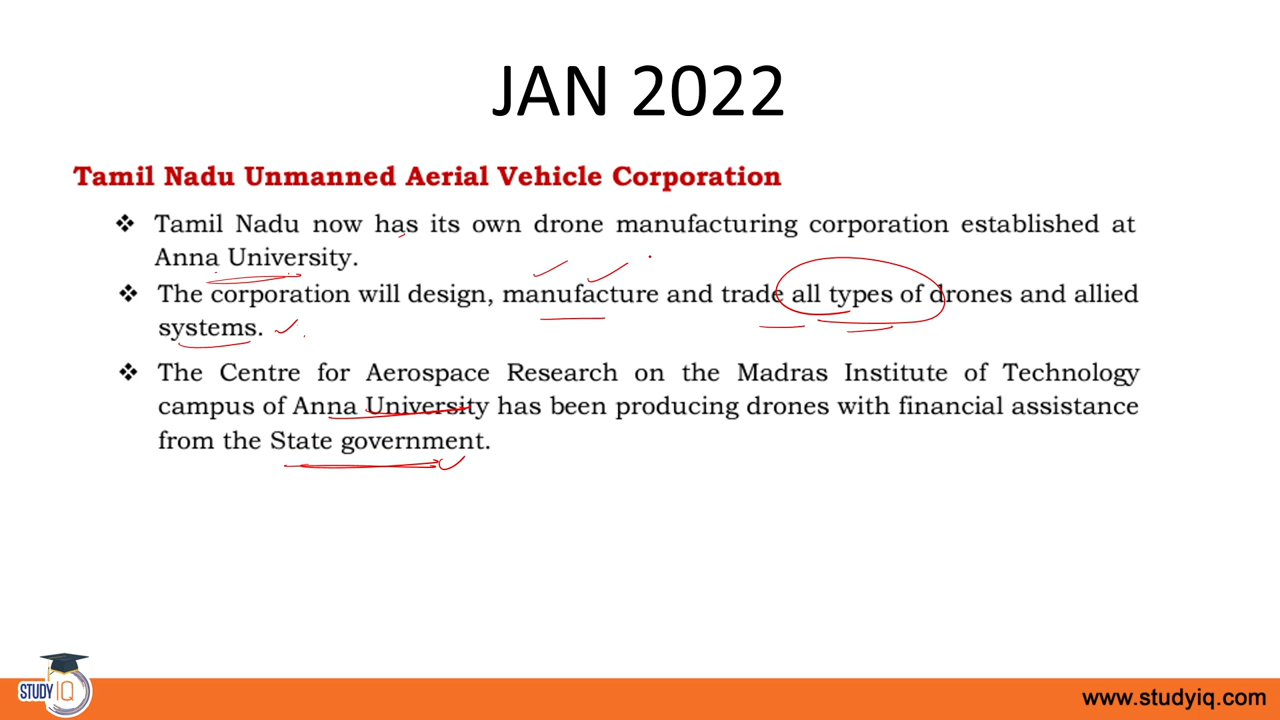 JAN 2022
Tamil Nadu Unmanned Aerial Vehicle Corporation
❖ Tamil Nadu now has its own drone manufacturing corporation established at
Anna University.
❖ The corporation will design, manufacture and trade all types of drones and allied
systems.
❖ The Centre for Aerospace Research on the Madras Institute of Technology
campus of Anna University has been producing drones with financial assistance
from the State government.
STUDY IQ
www.studyiq.com